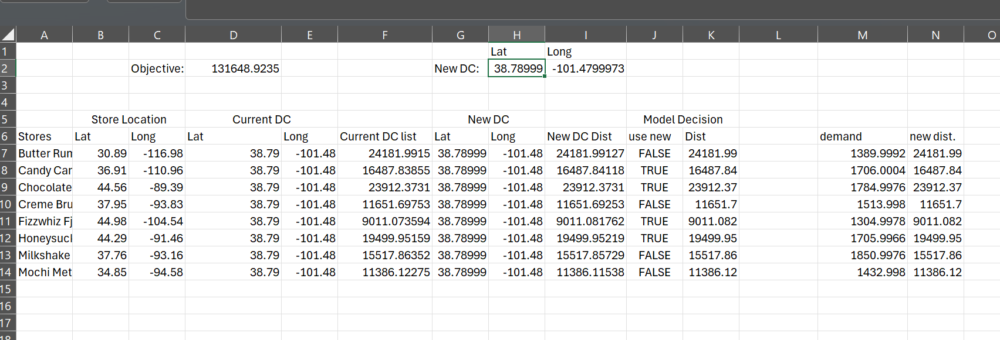 A B C D E F G H I J K L M N O
1 Lat Long
2 Objective: 131648.9235 New DC: 38.78999 -101.4799973
3
4
5 Store Location Current DC New DC Model Decision
6 Stores Lat Long Lat Long Current DC list Lat Long New DC Dist use new Dist demand new dist.
7 Butter Run 30.89 -116.98 38.79 -101.48 24181.9915 38.78999 -101.48 24181.99127 FALSE 24181.99 1389.9992 24181.99
8 Candy Car 36.91 -110.96 38.79 -101.48 16487.83855 38.78999 -101.48 16487.84118 TRUE 16487.84 1706.0004 16487.84
9 Chocolate 44.56 -89.39 38.79 -101.48 23912.3731 38.78999 -101.48 23912.3731 TRUE 23912.37 1784.9976 23912.37
10 Creme Bru 37.95 -93.83 38.79 -101.48 11651.69753 38.78999 -101.48 11651.69253 FALSE 11651.7 1513.998 11651.7
11 Fizzwhiz Fj 44.98 -104.54 38.79 -101.48 9011.073594 38.78999 -101.48 9011.081762 TRUE 9011.082 1304.9978 9011.082
12 Honeysucl 44.29 -91.46 38.79 -101.48 19499.95159 38.78999 -101.48 19499.95219 TRUE 19499.95 1705.9966 19499.95
13 Milkshake 37.76 -93.16 38.79 -101.48 15517.86352 38.78999 -101.48 15517.85729 FALSE 15517.86 1850.9976 15517.86
14 Mochi Met 34.85 -94.58 38.79 -101.48 11386.12275 38.78999 -101.48 11386.11538 FALSE 11386.12 1432.998 11386.12
15
16
17
18